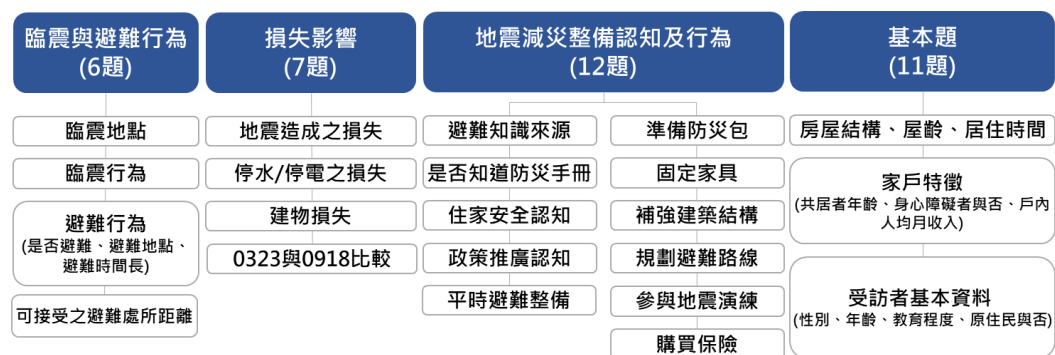 臨震與避難行為
(6題)
臨震地點
臨震行為
避難行為
(是否避難、避難地點、
避難時間長)
可接受之避難處所距離
損失影響
(7題)
地震造成之損失
停水/停電之損失
建物損失
0323與0918比較
地震減災整備認知及行為
(12題)
避難知識來源
是否知道防災手冊
住家安全認知
政策推廣認知
平時避難整備
準備防災包
固定家具
補強建築結構
規劃避難路線
參與地震演練
購買保險
基本題
(11題)
房屋結構、屋齡、居住時間
家戶特徵
(共居者年齡、身心障礙者與否、戶內
人均月收入)
受訪者基本資料
(性別、年齡、教育程度、原住民與否)